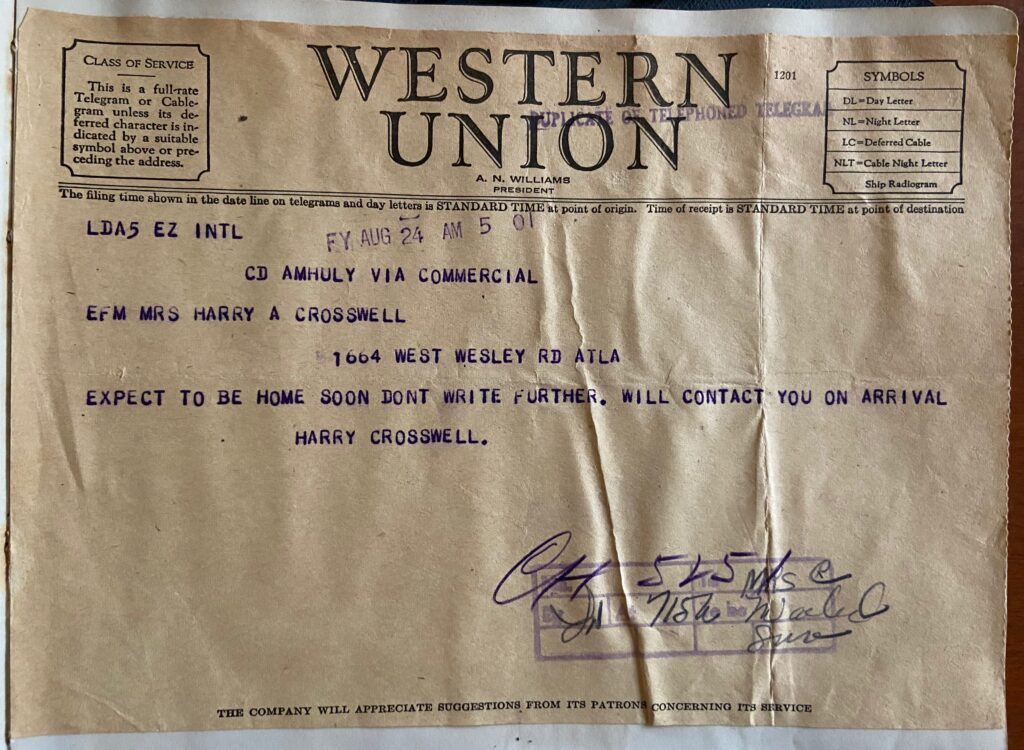 CLASS OF SERVICE
This is a full-rate
Telegram or Cable-
gram unless its de-
ferred character is in-
dicated by a suitable
symbol above or pre-
ceding the address.
WESTERN
UNION
1201
DUPLICATE OF TELEPHONED TELEGRAM
A. N. WILLIAMS
PRESIDENT
SYMBOLS
DL=Day Letter
NL=Night Letter
LC=Deferred Cable
NLT=Cable Night Letter
Ship Radiogram
The filing time shown in the date line on telegrams and day letters is STANDARD TIME at point of origin. Time of receipt is STANDARD TIME at point of destination
LDA5 EZ INTL
FY AUG 24 AM 5 01
CD AMHULY VIA COMMERCIAL
EFM MRS HARRY A CROSSWELL
1664 WEST WESLEY RD ATLA
EXPECT TO BE HOME SOON DONT WRITE FURTHER. WILL CONTACT YOU ON ARRIVAL
HARRY CROSSWELL.
Mrs C
to be
THE COMPANY WILL APPRECIATE SUGGESTIONS FROM ITS PATRONS CONCERNING ITS SERVICE